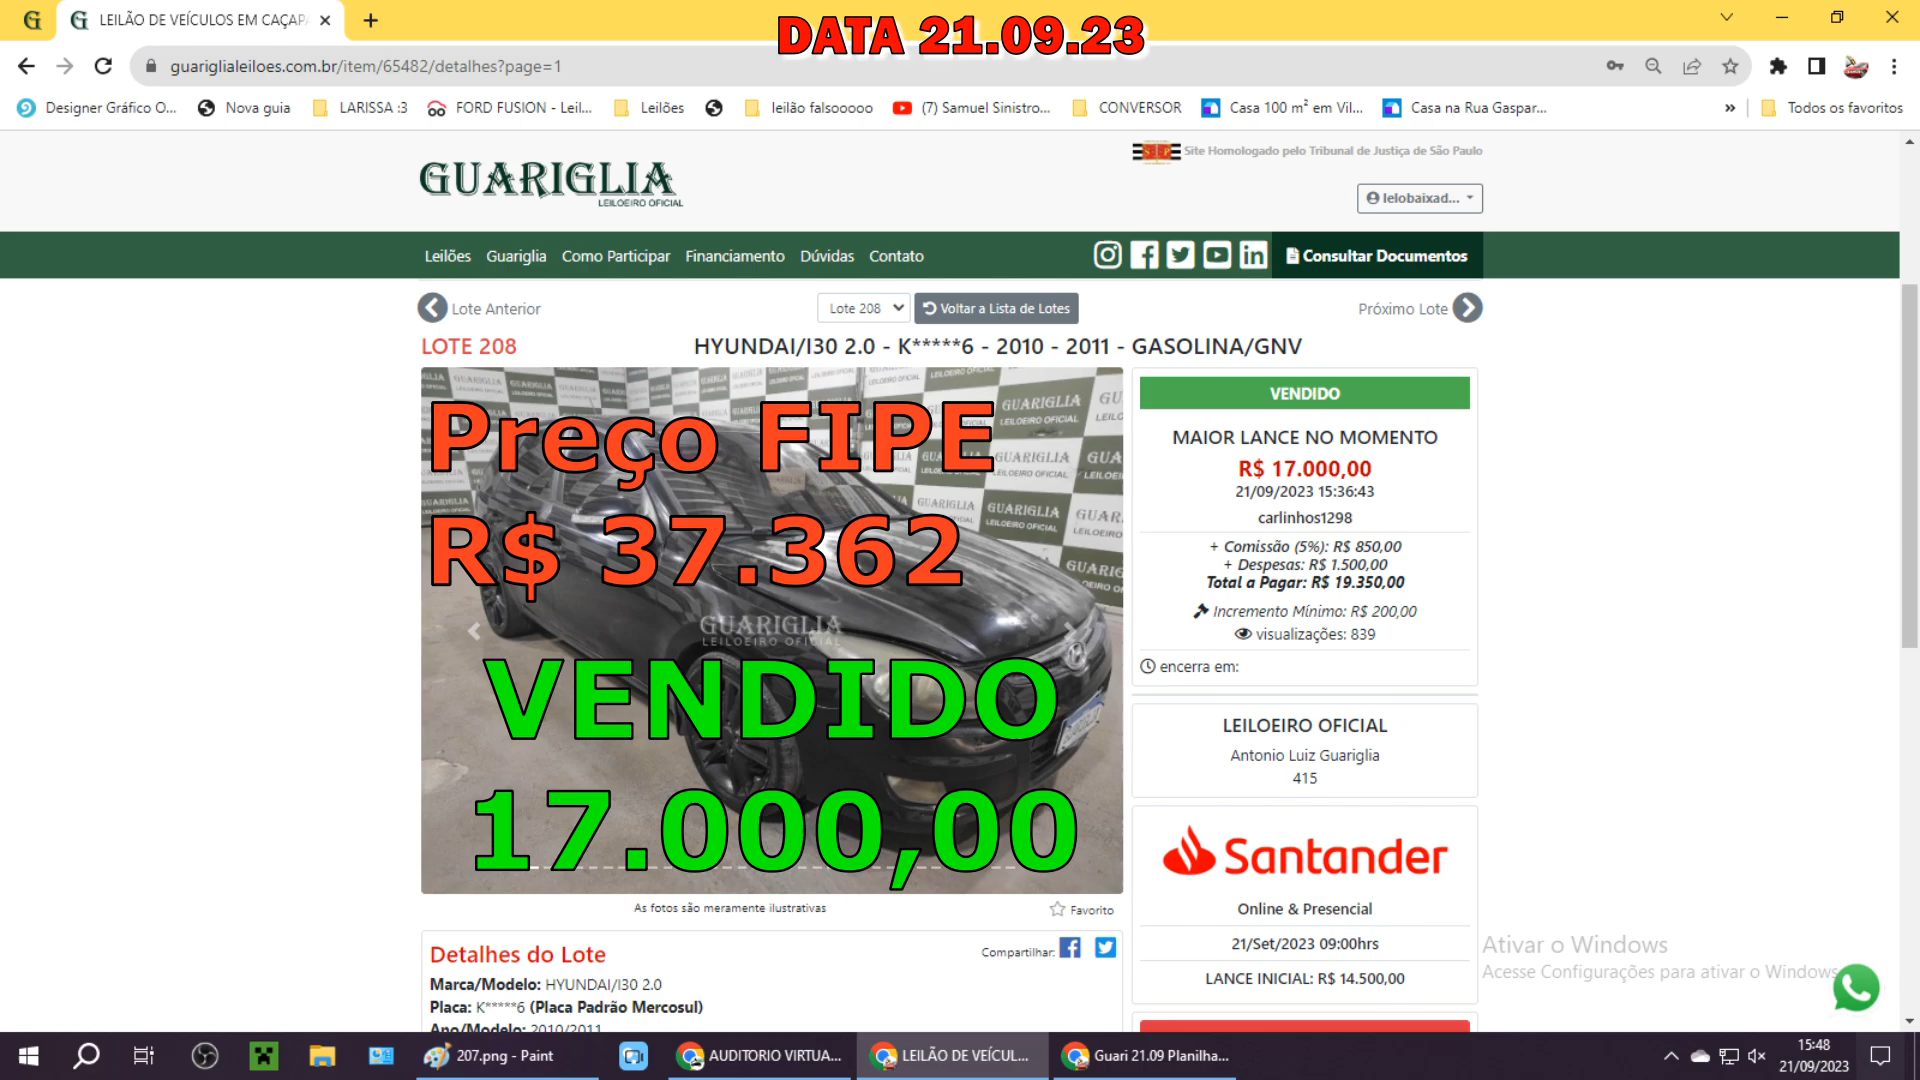 LEILÃO DE VEÍCULOS EM CAÇAPA
DATA 21.09.23
guariglialeiloes.com.br/item/65482/detalhes?page=1
Designer Gráfico O...
Nova guia
LARISSA :3
FORD FUSION - Leil...
Leilões
leilão falsooooo
(7) Samuel Sinistro...
CONVERSOR
Casa 100 m² em Vil...
Casa na Rua Gaspar...
»
Todos os favoritos
GUARIGLIA
LEILOEIRO OFICIAL
Site Homologado pelo Tribunal de Justiça de São Paulo
lelobaixad...
Leilões
Guariglia
Como Participar
Financiamento
Dúvidas
Contato
Consultar Documentos
Lote Anterior
Lote 208
Voltar a Lista de Lotes
Próximo Lote
LOTE 208
HYUNDAI/I30 2.0 - K*****6 - 2010 - 2011 - GASOLINA/GNV
Preço FIPE
R$ 37.362
GUARIGLIA
LEILOEIRO OFICIAL
VENDIDO
17.000,00
VENDIDO
MAIOR LANCE NO MOMENTO
R$ 17.000,00
21/09/2023 15:36:43
carlinhos1298
+ Comissão (5%): R$ 850,00
+ Despesas: R$ 1.500,00
Total a Pagar: R$ 19.350,00
Incremento Mínimo: R$ 200,00
visualizações: 839
encerra em:
LEILOEIRO OFICIAL
Antonio Luiz Guariglia
415
Santander
Online & Presencial
21/Set/2023 09:00hrs
LANCE INICIAL: R$ 14.500,00
As fotos são meramente ilustrativas
Favorito
Detalhes do Lote
Compartilhar:
Marca/Modelo: HYUNDAI/I30 2.0
Placa: K*****6 (Placa Padrão Mercosul)
Ano/Modelo: 2010/2011
Ativar o Windows
Acesse Configurações para ativar o Windows
207.png - Paint
AUDITORIO VIRTUA...
LEILÃO DE VEÍCUL...
Guari 21.09 Planilha...
15:48
21/09/2023